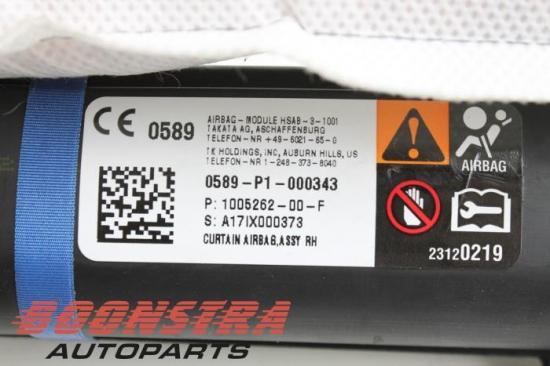 CE 0589
AIRBAG-MODULE HSAB-3-1001
TAKATA AG, ASCHAFFENBURG
TELEFON-NR +49-6021-65-0
TK HOLDINGS, INC, AUBURN HILLS, US
TELEFON-NR 1-248-373-8040
0589-P1-000343
P: 1005262-00-F
S: A17IX000373
CURTAIN AIRBAG,ASSY RH
AIRBAG
23120219
BOONSTRA
AUTOPARTS